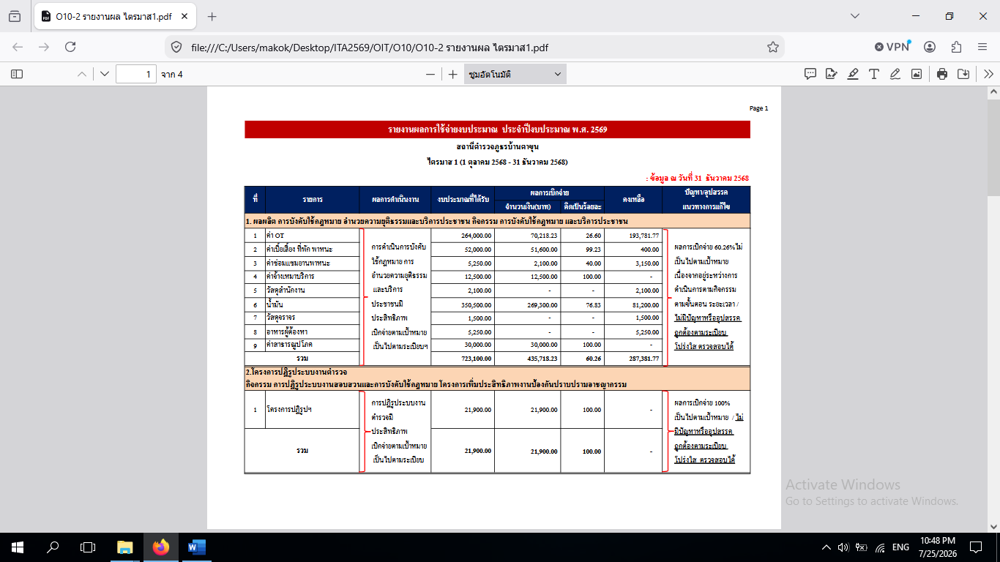 O10-2 รายงานผล ไตรมาส1.pdf
file:///C:/Users/makok/Desktop/ITA2569/OIT/O10/O10-2 รายงานผล ไตรมาส1.pdf
VPN
1 จาก 4
ซูมอัตโนมัติ
Page 1
รายงานผลการใช้จ่ายงบประมาณ ประจำปีงบประมาณ พ.ศ. 2569
สถานีตำรวจภูธรบ้านตาขุน
ไตรมาส 1 (1 ตุลาคม 2568 - 31 ธันวาคม 2568)
: ข้อมูล ณ วันที่ 31 ธันวาคม 2568
ที่ รายการ ผลการดำเนินงาน งบประมาณที่ได้รับ ผลการเบิกจ่าย คงเหลือ ปัญหา/อุปสรรค
จำนวนเงิน(บาท) คิดเป็นร้อยละ แนวทางการแก้ไข
1. ผลผลิต การบังคับใช้กฎหมาย อำนวยความยุติธรรมและบริการประชาชน กิจกรรม การบังคับใช้กฎหมาย และบริการประชาชน
1 ค่า OT 264,000.00 70,218.23 26.60 193,781.77
2 ค่าเบี้ยเลี้ยง ที่พัก พาหนะ 52,000.00 51,600.00 99.23 400.00
3 ค่าซ่อมแซมยานพาหนะ 5,250.00 2,100.00 40.00 3,150.00
4 ค่าจ้างเหมาบริการ 12,500.00 12,500.00 100.00 -
5 วัสดุสำนักงาน 2,100.00 - - 2,100.00
6 น้ำมัน 350,500.00 269,300.00 76.83 81,200.00
7 วัสดุจราจร 1,500.00 - - 1,500.00
8 อาหารผู้ต้องหา 5,250.00 - - 5,250.00
9 ค่าสาธารณูปโภค 30,000.00 30,000.00 100.00 -
การดำเนินการบังคับ
ใช้กฎหมาย การ
อำนวยความยุติธรรม
และบริการ
ประชาชนมี
ประสิทธิภาพ
เบิกจ่ายตามเป้าหมาย
เป็นไปตามระเบียบฯ
ผลการเบิกจ่าย 60.26%ไม่
เป็นไปตามเป้าหมาย
เนื่องจากอยู่ระหว่างการ
ดำเนินการตามกิจกรรม
ตามขั้นตอน ระยะเวลา /
ไม่มีปัญหาหรืออุปสรรค
ถูกต้องตามระเบียบ
โปร่งใส ตรวจสอบได้
รวม 723,100.00 435,718.23 60.26 287,381.77
2.โครงการปฏิรูประบบงานตำรวจ
กิจกรรม การปฏิรูประบบงานสอบสวนและการบังคับใช้กฎหมาย โครงการเพิ่มประสิทธิภาพงานป้องกันปราบปรามอาชญากรรม
1 โครงการปฏิรูปฯ 21,900.00 21,900.00 100.00 -
การปฏิรูประบบงาน
ตำรวจมี
ประสิทธิภาพ
เบิกจ่ายตามเป้าหมาย
เป็นไปตามระเบียบ
ผลการเบิกจ่าย 100%
เป็นไปตามเป้าหมาย / ไม่
มีปัญหาหรืออุปสรรค
ถูกต้องตามระเบียบ
โปร่งใส ตรวจสอบได้
รวม 21,900.00 21,900.00 100.00 -
Activate Windows
Go to Settings to activate Windows.
ENG
10:48 PM
7/25/2026